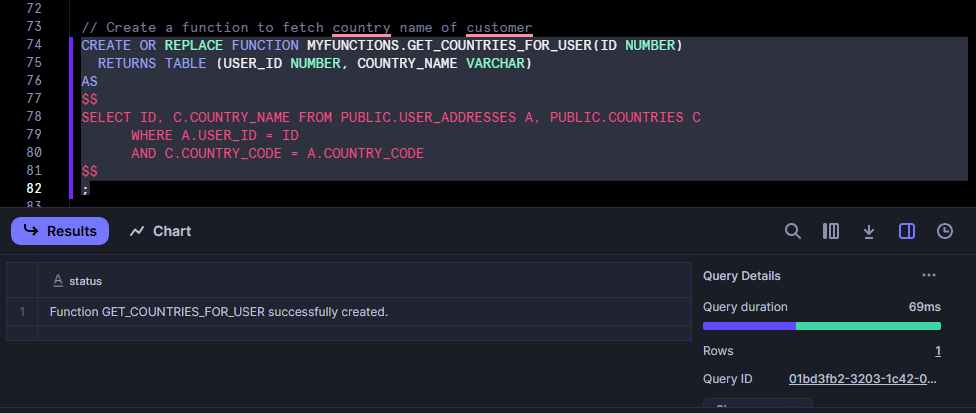 72
73 // Create a function to fetch country name of customer
74 CREATE OR REPLACE FUNCTION MYFUNCTIONS.GET_COUNTRIES_FOR_USER(ID NUMBER)
75 RETURNS TABLE (USER_ID NUMBER, COUNTRY_NAME VARCHAR)
76 AS
77 $$
78 SELECT ID, C.COUNTRY_NAME FROM PUBLIC.USER_ADDRESSES A, PUBLIC.COUNTRIES C
79 WHERE A.USER_ID = ID
80 AND C.COUNTRY_CODE = A.COUNTRY_CODE
81 $$
82 ;
83
Results Chart
A status
1 Function GET_COUNTRIES_FOR_USER successfully created.
Query Details ...
Query duration 69ms
Rows 1
Query ID 01bd3fb2-3203-1c42-0...